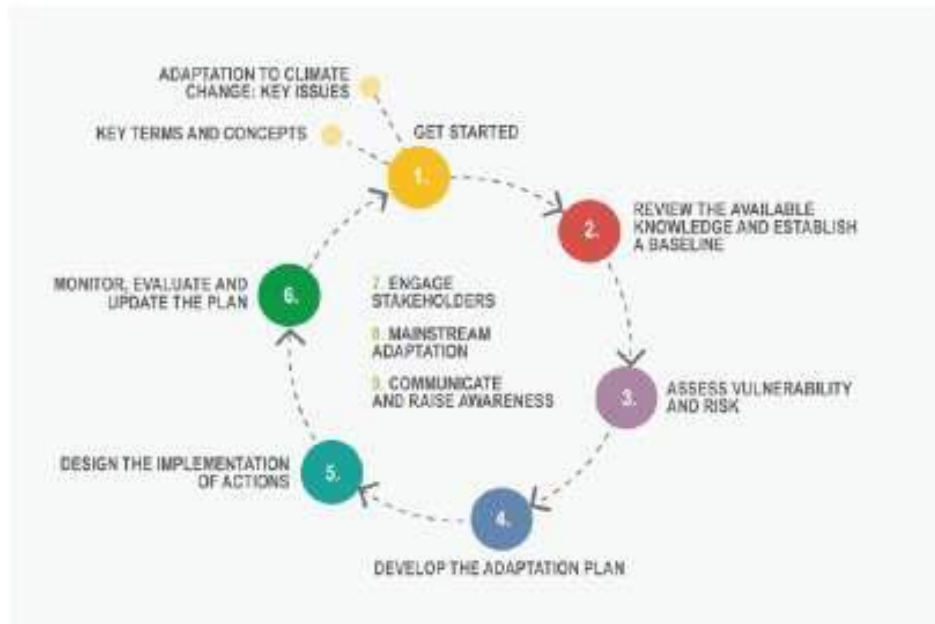 ADAPTATION TO CLIMATE
CHANGE: KEY ISSUES
KEY TERMS AND CONCEPTS
GET STARTED
1.
2.
REVIEW THE AVAILABLE
KNOWLEDGE AND ESTABLISH
A BASELINE
MONITOR, EVALUATE AND
UPDATE THE PLAN
6.
7. ENGAGE
STAKEHOLDERS
8. MAINSTREAM
ADAPTATION
9. COMMUNICATE
AND RAISE AWARENESS
3.
ASSESS VULNERABILITY
AND RISK
DESIGN THE IMPLEMENTATION
OF ACTIONS
5.
4.
DEVELOP THE ADAPTATION PLAN